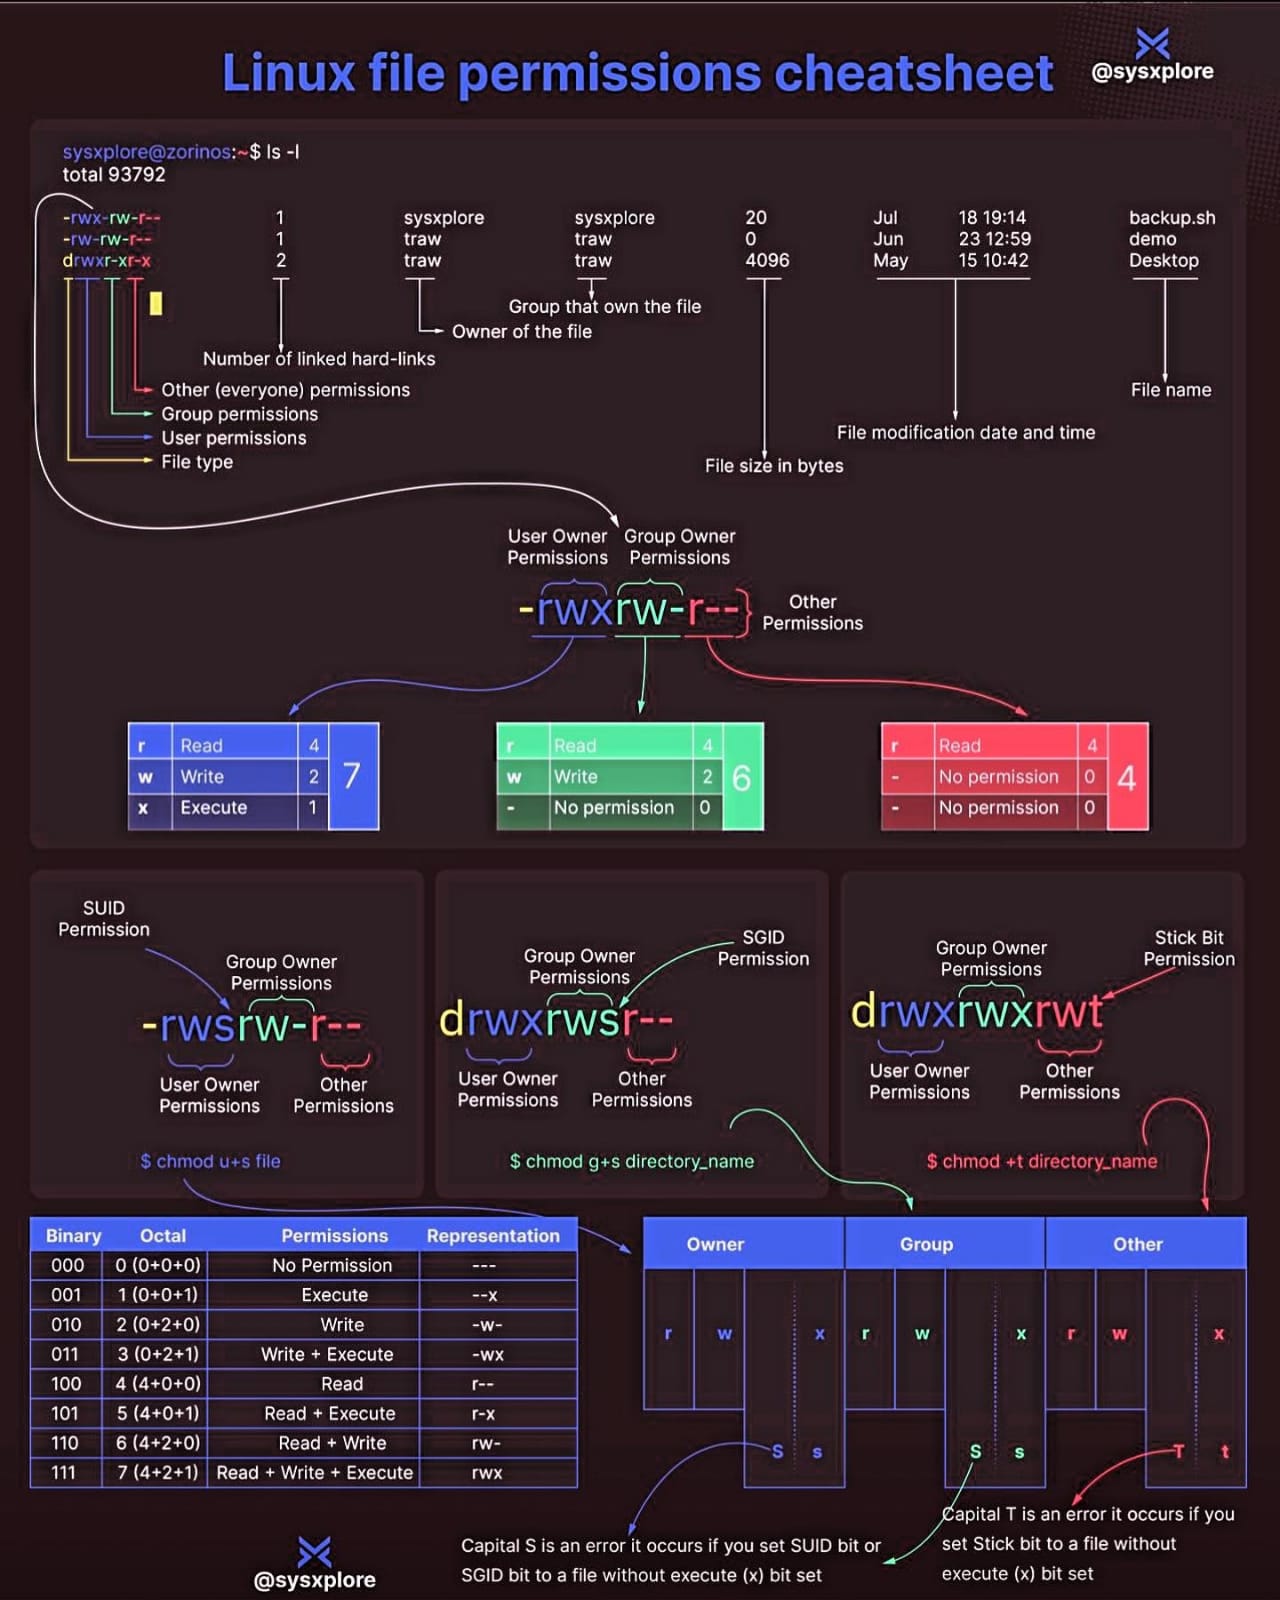 Linux file permissions cheatsheet
@sysxplore
sysxplore@zorinos:~$ ls -l
total 93792
-rwx-rw-r-- 1 sysxplore sysxplore 20 Jul 18 19:14 backup.sh
-rw-rw-r-- 1 traw traw 0 Jun 23 12:59 demo
drwxr-xr-x 2 traw traw 4096 May 15 10:42 Desktop
Group that own the file
Owner of the file
Number of linked hard-links
Other (everyone) permissions
Group permissions
User permissions
File type
File name
File modification date and time
File size in bytes
User Owner
Permissions
Group Owner
Permissions
-rwxrw-r--
Other
Permissions
r Read 4
w Write 2
x Execute 1
7
r Read 4
w Write 2
- No permission 0
6
r Read 4
- No permission 0
- No permission 0
4
SUID
Permission
Group Owner
Permissions
-rwsrw-r--
User Owner
Permissions
Other
Permissions
$ chmod u+s file
SGID
Permission
Group Owner
Permissions
drwxrwsr--
User Owner
Permissions
Other
Permissions
$ chmod g+s directory_name
Stick Bit
Permission
Group Owner
Permissions
drwxrwxrwt
User Owner
Permissions
Other
Permissions
$ chmod +t directory_name
Binary Octal Permissions Representation
000 0 (0+0+0) No Permission ---
001 1 (0+0+1) Execute --x
010 2 (0+2+0) Write -w-
011 3 (0+2+1) Write + Execute -wx
100 4 (4+0+0) Read r--
101 5 (4+0+1) Read + Execute r-x
110 6 (4+2+0) Read + Write rw-
111 7 (4+2+1) Read + Write + Execute rwx
Owner Group Other
r w x r w x r w x
S s S s T t
Capital S is an error it occurs if you set SUID bit or
SGID bit to a file without execute (x) bit set
Capital T is an error it occurs if you
set Stick bit to a file without
execute (x) bit set
@sysxplore